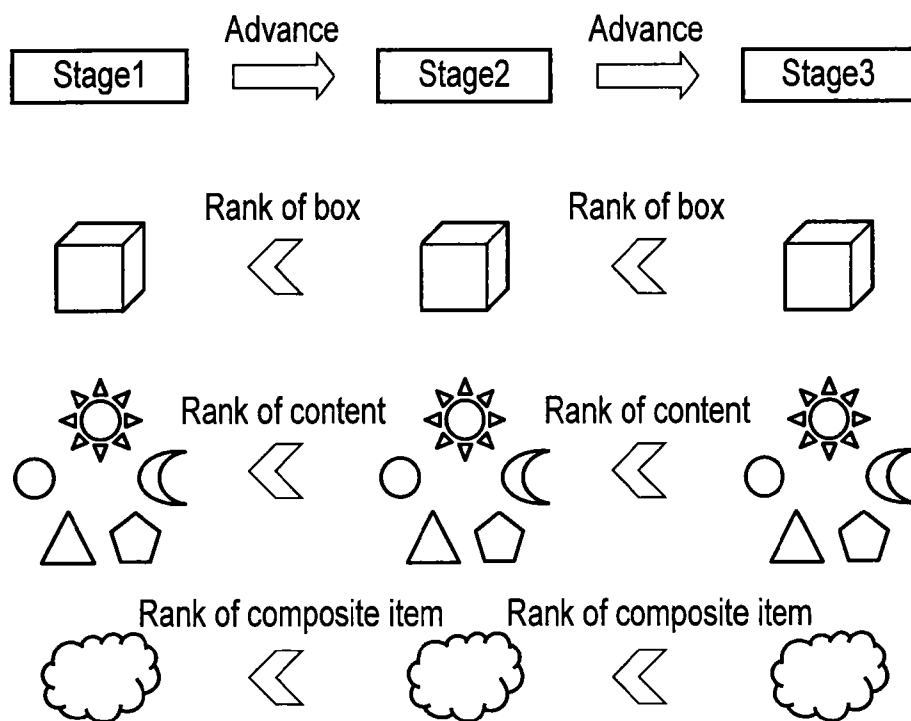 Advance Advance
Stage1 Stage2 Stage3
Rank of box Rank of box
Rank of content Rank of content
Rank of composite item Rank of composite item